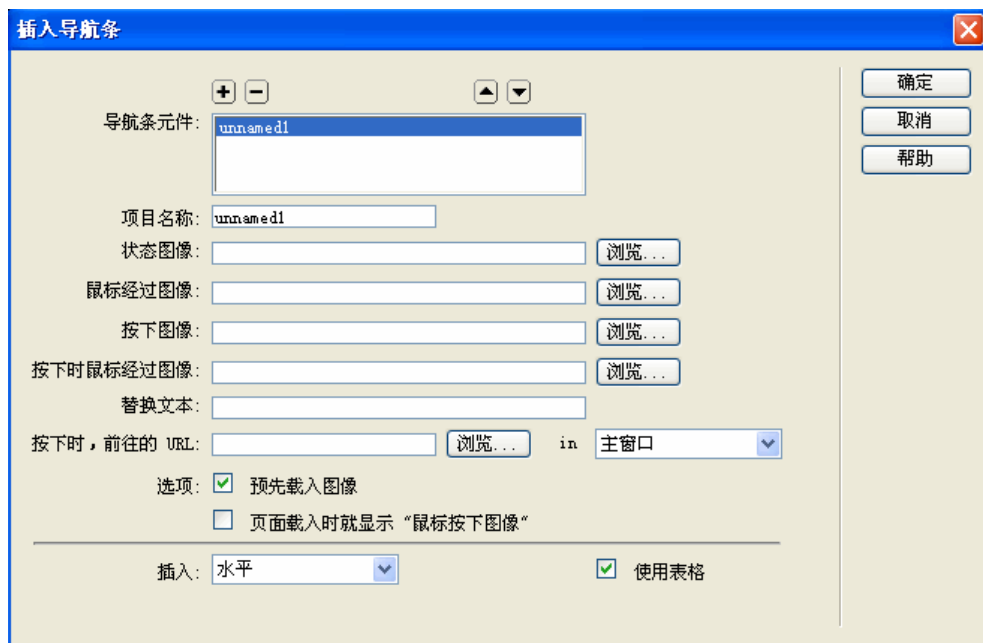 插入导航条
确定
导航条元件: unnamed1
取消
帮助
项目名称: unnamed1
状态图像: 浏览...
鼠标经过图像: 浏览...
按下图像: 浏览...
按下时鼠标经过图像: 浏览...
替换文本:
按下时，前往的 URL: 浏览... in 主窗口
选项: 预先载入图像
页面载入时就显示“鼠标按下图像”
插入: 水平 使用表格